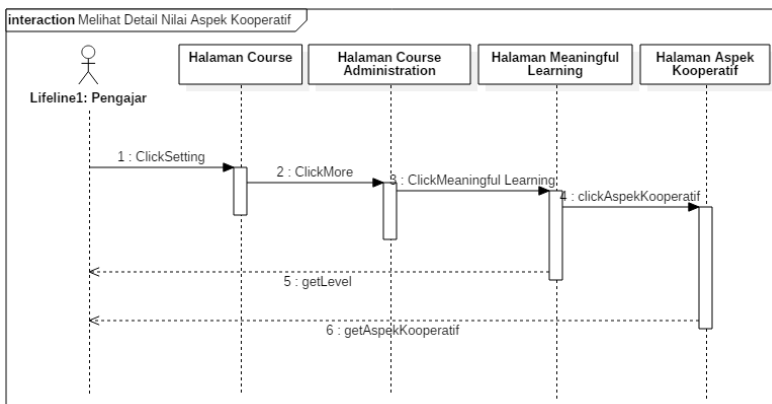 interaction Melihat Detail Nilai Aspek Kooperatif
Lifeline1: Pengajar
Halaman Course
Halaman Course
Administration
Halaman Meaningful
Learning
Halaman Aspek
Kooperatif
1 : ClickSetting
2 : ClickMore
3 : ClickMeaningful Learning
4 : clickAspekKooperatif
5 : getLevel
6 : getAspekKooperatif